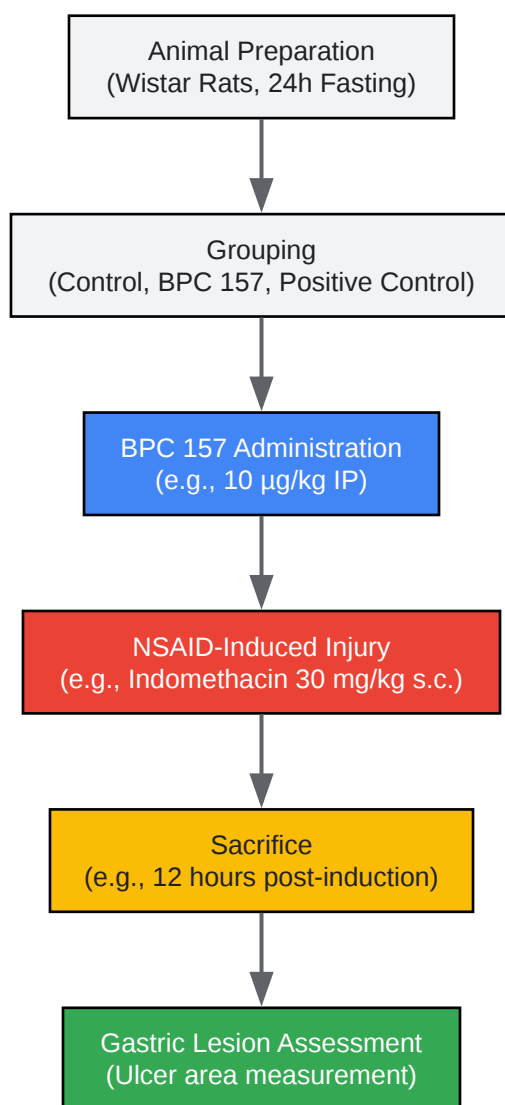 Animal Preparation
(Wistar Rats, 24h Fasting)
Grouping
(Control, BPC 157, Positive Control)
BPC 157 Administration
(e.g., 10 µg/kg IP)
NSAID-Induced Injury
(e.g., Indomethacin 30 mg/kg s.c.)
Sacrifice
(e.g., 12 hours post-induction)
Gastric Lesion Assessment
(Ulcer area measurement)